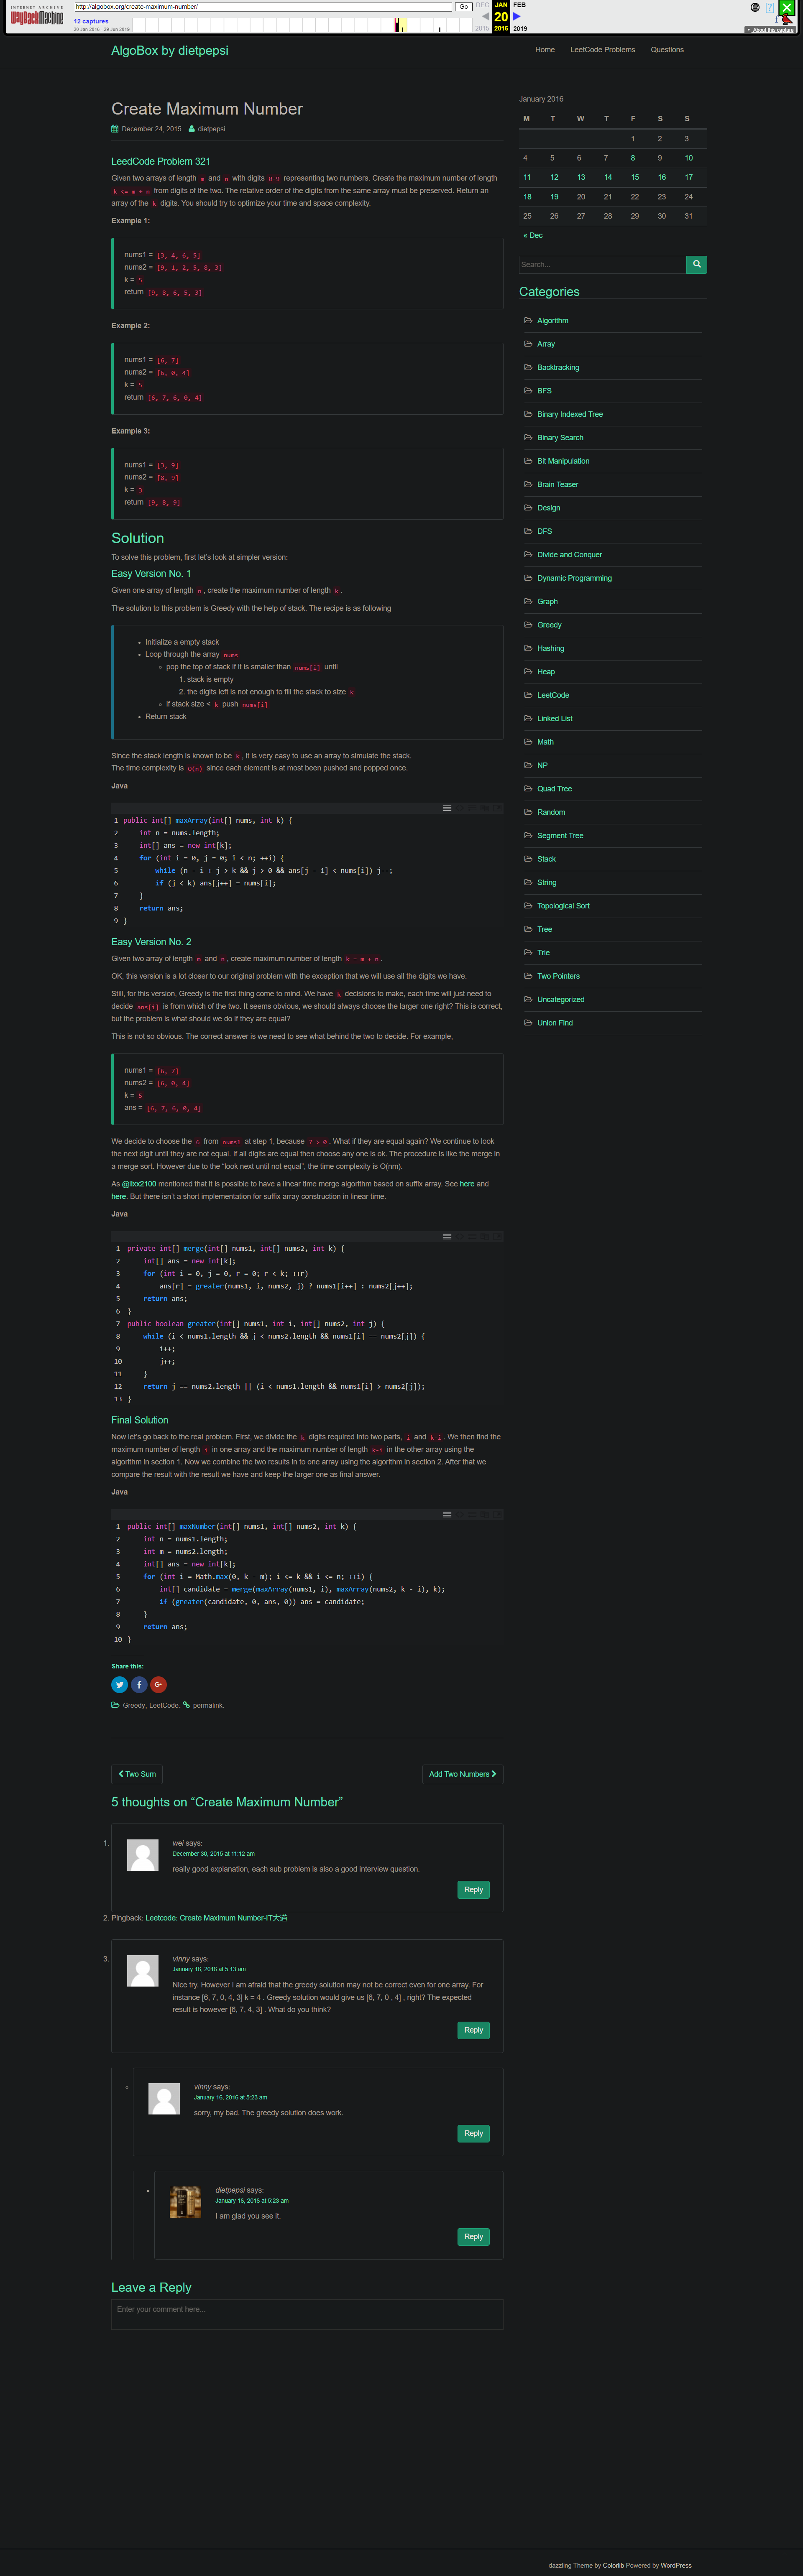 INTERNET ARCHIVE
WayBackMachine
http://algobox.org/create-maximum-number/
Go
12 captures
20 Jan 2016 - 20 Jun 2019
DEC JAN FEB
20
2015 2016 2019
About this capture
AlgoBox by dietpepsi
Home LeetCode Problems Questions
Create Maximum Number
December 24, 2015 dietpepsi
LeedCode Problem 321
Given two arrays of length m and n with digits 0-9 representing two numbers. Create the maximum number of length
k <= m + n from digits of the two. The relative order of the digits from the same array must be preserved. Return an
array of the k digits. You should try to optimize your time and space complexity.
Example 1:
nums1 = [3, 4, 6, 5]
nums2 = [9, 1, 2, 5, 8, 3]
k = 5
return [9, 8, 6, 5, 3]
Example 2:
nums1 = [6, 7]
nums2 = [6, 0, 4]
k = 5
return [6, 7, 6, 0, 4]
Example 3:
nums1 = [3, 9]
nums2 = [8, 9]
k = 3
return [9, 8, 9]
Solution
To solve this problem, first let's look at simpler version:
Easy Version No. 1
Given one array of length n, create the maximum number of length k.
The solution to this problem is Greedy with the help of stack. The recipe is as following
• Initialize a empty stack
• Loop through the array nums
◦ pop the top of stack if it is smaller than nums[i] until
1. stack is empty
2. the digits left is not enough to fill the stack to size k
◦ if stack size < k push nums[i]
• Return stack
Since the stack length is known to be k, it is very easy to use an array to simulate the stack.
The time complexity is O(n) since each element is at most been pushed and popped once.
Java
1 public int[] maxArray(int[] nums, int k) {
2 int n = nums.length;
3 int[] ans = new int[k];
4 for (int i = 0, j = 0; i < n; ++i) {
5 while (n - i + j > k && j > 0 && ans[j - 1] < nums[i]) j--;
6 if (j < k) ans[j++] = nums[i];
7 }
8 return ans;
9 }
Easy Version No. 2
Given two array of length m and n, create maximum number of length k = m + n.
OK, this version is a lot closer to our original problem with the exception that we will use all the digits we have.
Still, for this version, Greedy is the first thing come to mind. We have k decisions to make, each time will just need to
decide ans[i] is from which of the two. It seems obvious, we should always choose the larger one right? This is correct,
but the problem is what should we do if they are equal?
This is not so obvious. The correct answer is we need to see what behind the two to decide. For example,
nums1 = [6, 7]
nums2 = [6, 0, 4]
k = 5
ans = [6, 7, 6, 0, 4]
We decide to choose the 6 from nums1 at step 1, because 7 > 0. What if they are equal again? We continue to look
the next digit until they are not equal. If all digits are equal then choose any one is ok. The procedure is like the merge in
a merge sort. However due to the "look next until not equal", the time complexity is O(nm).
As @lixx2100 mentioned that it is possible to have a linear time merge algorithm based on suffix array. See here and
here. But there isn't a short implementation for suffix array construction in linear time.
Java
1 private int[] merge(int[] nums1, int[] nums2, int k) {
2 int[] ans = new int[k];
3 for (int i = 0, j = 0, r = 0; r < k; ++r)
4 ans[r] = greater(nums1, i, nums2, j) ? nums1[i++] : nums2[j++];
5 return ans;
6 }
7 public boolean greater(int[] nums1, int i, int[] nums2, int j) {
8 while (i < nums1.length && j < nums2.length && nums1[i] == nums2[j]) {
9 i++;
10 j++;
11 }
12 return j == nums2.length || (i < nums1.length && nums1[i] > nums2[j]);
13 }
Final Solution
Now let's go back to the real problem. First, we divide the k digits required into two parts, i and k-i. We then find the
maximum number of length i in one array and the maximum number of length k-i in the other array using the
algorithm in section 1. Now we combine the two results in to one array using the algorithm in section 2. After that we
compare the result with the result we have and keep the larger one as final answer.
Java
1 public int[] maxNumber(int[] nums1, int[] nums2, int k) {
2 int n = nums1.length;
3 int m = nums2.length;
4 int[] ans = new int[k];
5 for (int i = Math.max(0, k - m); i <= k && i <= n; ++i) {
6 int[] candidate = merge(maxArray(nums1, i), maxArray(nums2, k - i), k);
7 if (greater(candidate, 0, ans, 0)) ans = candidate;
8 }
9 return ans;
10 }
Share this:
Greedy, LeetCode. permalink.
Two Sum
Add Two Numbers
5 thoughts on “Create Maximum Number”
1. wei says:
December 30, 2015 at 11:12 am
really good explanation, each sub problem is also a good interview question.
Reply
2. Pingback: Leetcode: Create Maximum Number-IT大道
3. vinny says:
January 16, 2016 at 5:13 am
Nice try. However I am afraid that the greedy solution may not be correct even for one array. For
instance [6, 7, 0, 4, 3] k = 4 . Greedy solution would give us [6, 7, 0 , 4] , right? The expected
result is however [6, 7, 4, 3] . What do you think?
Reply
vinny says:
January 16, 2016 at 5:23 am
sorry, my bad. The greedy solution does work.
Reply
dietpepsi says:
January 16, 2016 at 5:23 am
I am glad you see it.
Reply
Leave a Reply
Enter your comment here...
January 2016
M T W T F S S
1 2 3
4 5 6 7 8 9 10
11 12 13 14 15 16 17
18 19 20 21 22 23 24
25 26 27 28 29 30 31
« Dec
Search...
Categories
Algorithm
Array
Backtracking
BFS
Binary Indexed Tree
Binary Search
Bit Manipulation
Brain Teaser
Design
DFS
Divide and Conquer
Dynamic Programming
Graph
Greedy
Hashing
Heap
LeetCode
Linked List
Math
NP
Quad Tree
Random
Segment Tree
Stack
String
Topological Sort
Tree
Trie
Two Pointers
Uncategorized
Union Find
dazzling Theme by Colorlib Powered by WordPress